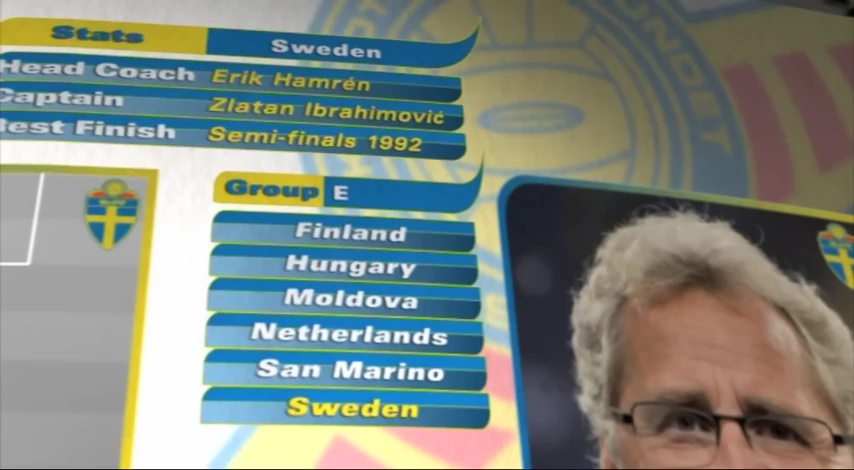 Stats Sweden
Head Coach Erik Hamrén
Captain Zlatan Ibrahimović
Best Finish Semi-finals 1992
Group E
Finland
Hungary
Moldova
Netherlands
San Marino
Sweden